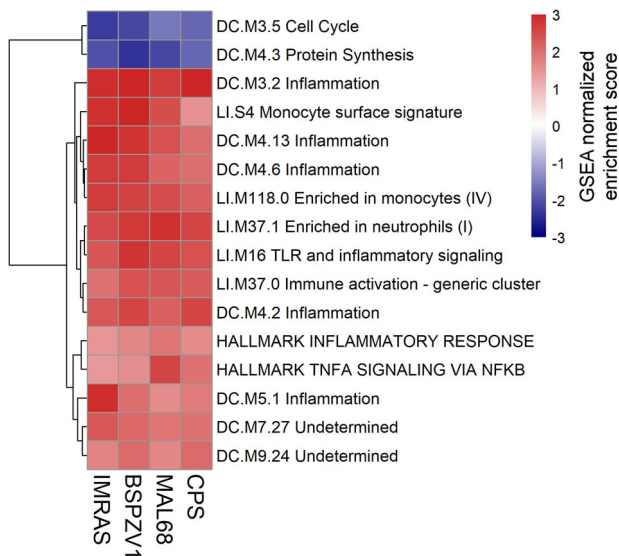 DC.M3.5 Cell Cycle
DC.M4.3 Protein Synthesis
DC.M3.2 Inflammation
LI.S4 Monocyte surface signature
DC.M4.13 Inflammation
DC.M4.6 Inflammation
LI.M118.0 Enriched in monocytes (IV)
LI.M37.1 Enriched in neutrophils (I)
LI.M16 TLR and inflammatory signaling
LI.M37.0 Immune activation - generic cluster
DC.M4.2 Inflammation
HALLMARK INFLAMMATORY RESPONSE
HALLMARK TNFA SIGNALING VIA NFKB
DC.M5.1 Inflammation
DC.M7.27 Undetermined
DC.M9.24 Undetermined
IMRAS
BSPZV1
MAL68
CPS
3
2
1
0
-1
-2
-3
GSEA normalized
enrichment score